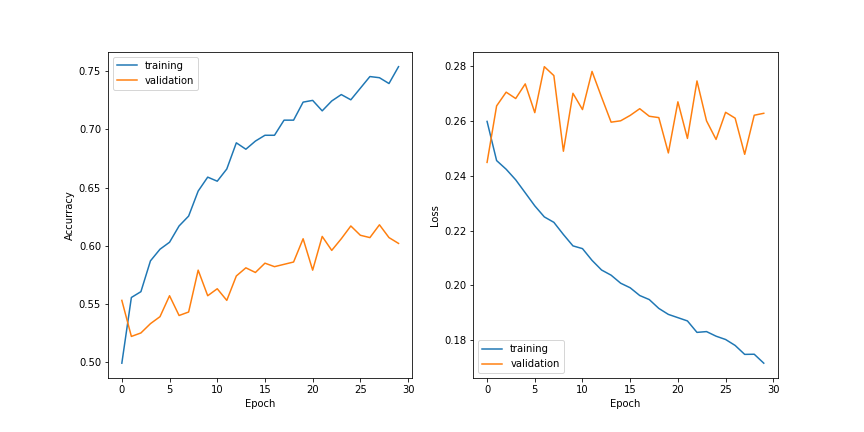 training
validation
0.75
0.70
0.65
0.60
0.55
0.50
Accurracy
0 5 10 15 20 25 30
Epoch
0.28
0.26
0.24
0.22
0.20
0.18
Loss
training
validation
0 5 10 15 20 25 30
Epoch